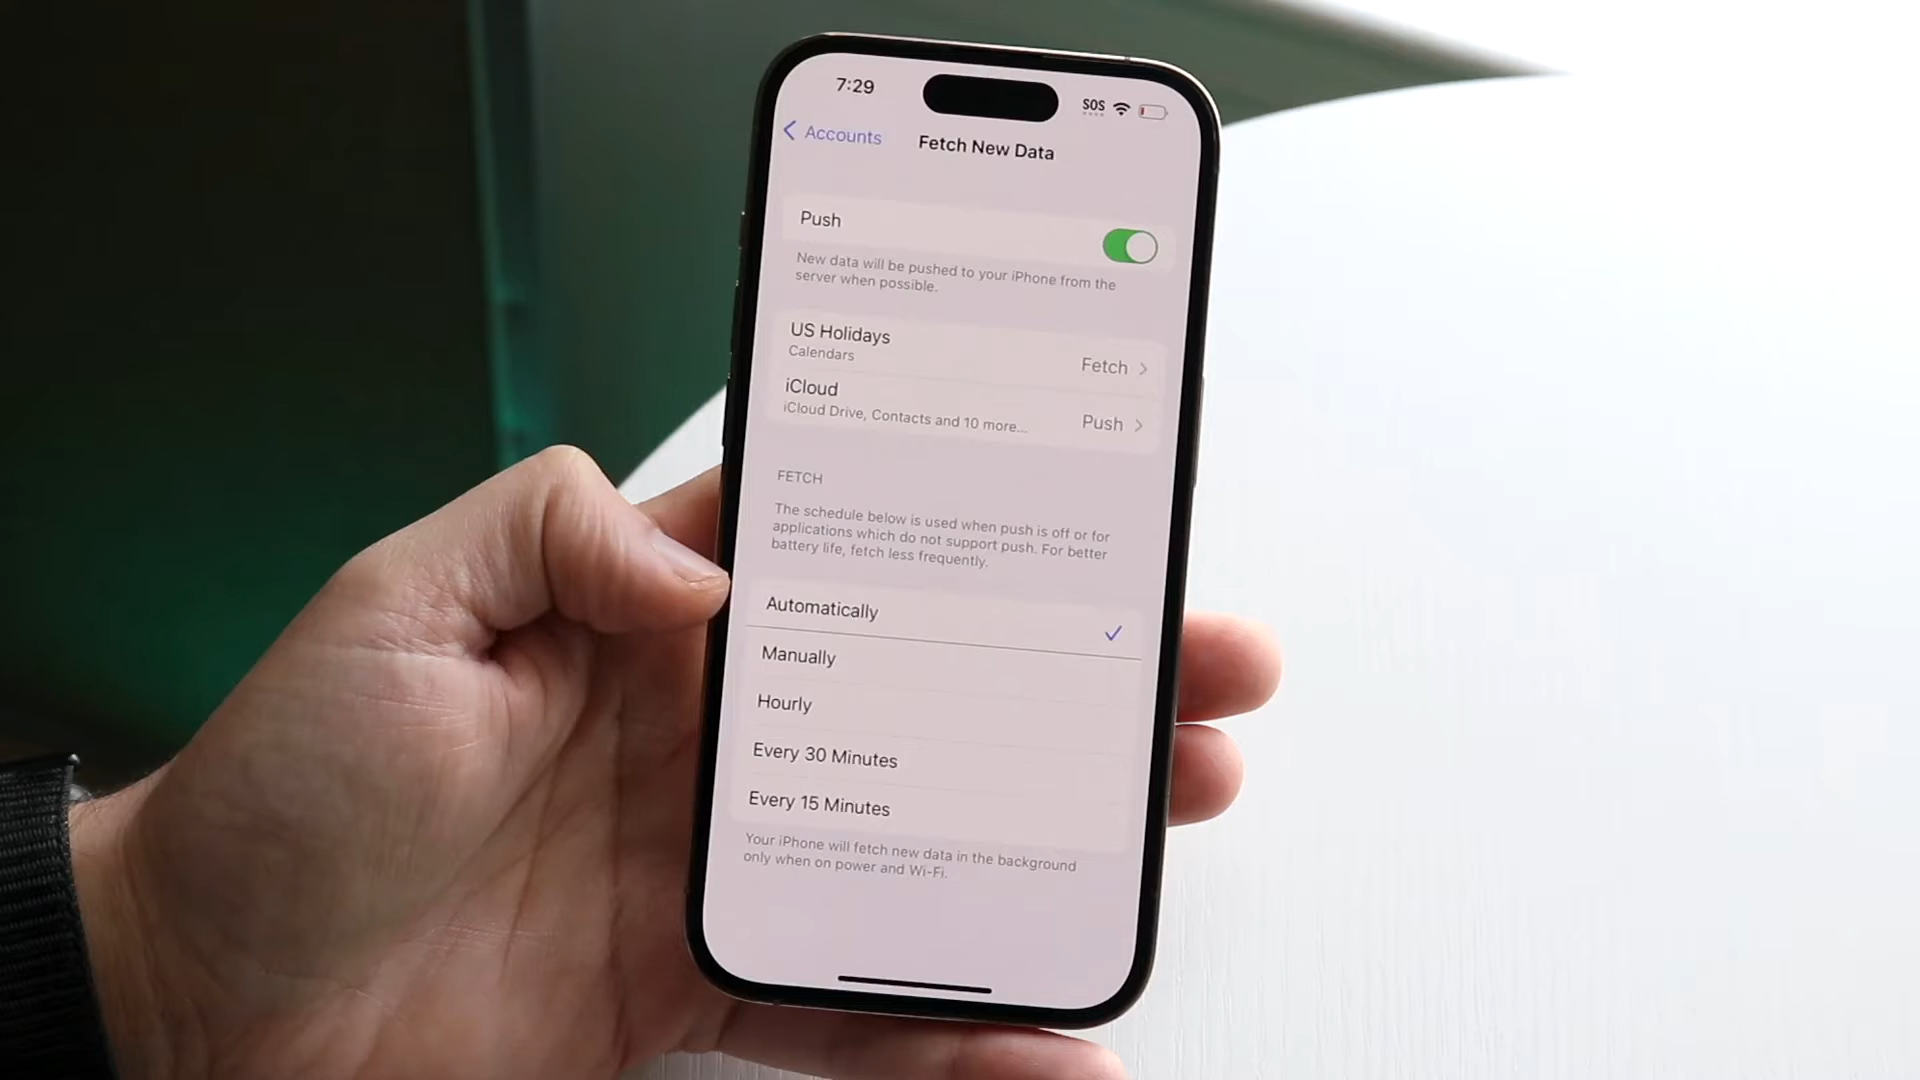 7:29
SOS
Accounts
Fetch New Data
Push
New data will be pushed to your iPhone from the
server when possible.
US Holidays
Calendars
Fetch
iCloud
iCloud Drive, Contacts and 10 more...
Push
FETCH
The schedule below is used when push is off or for
applications which do not support push. For better
battery life, fetch less frequently.
Automatically
Manually
Hourly
Every 30 Minutes
Every 15 Minutes
Your iPhone will fetch new data in the background
only when on power and Wi-Fi.